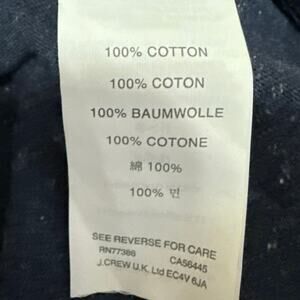 100% COTTON
100% COTON
100% BAUMWOLLE
100% COTONE
綿 100%
100% 면
SEE REVERSE FOR CARE
RN77388 CA56445
J.CREW U.K. Ltd EC4V 6JA